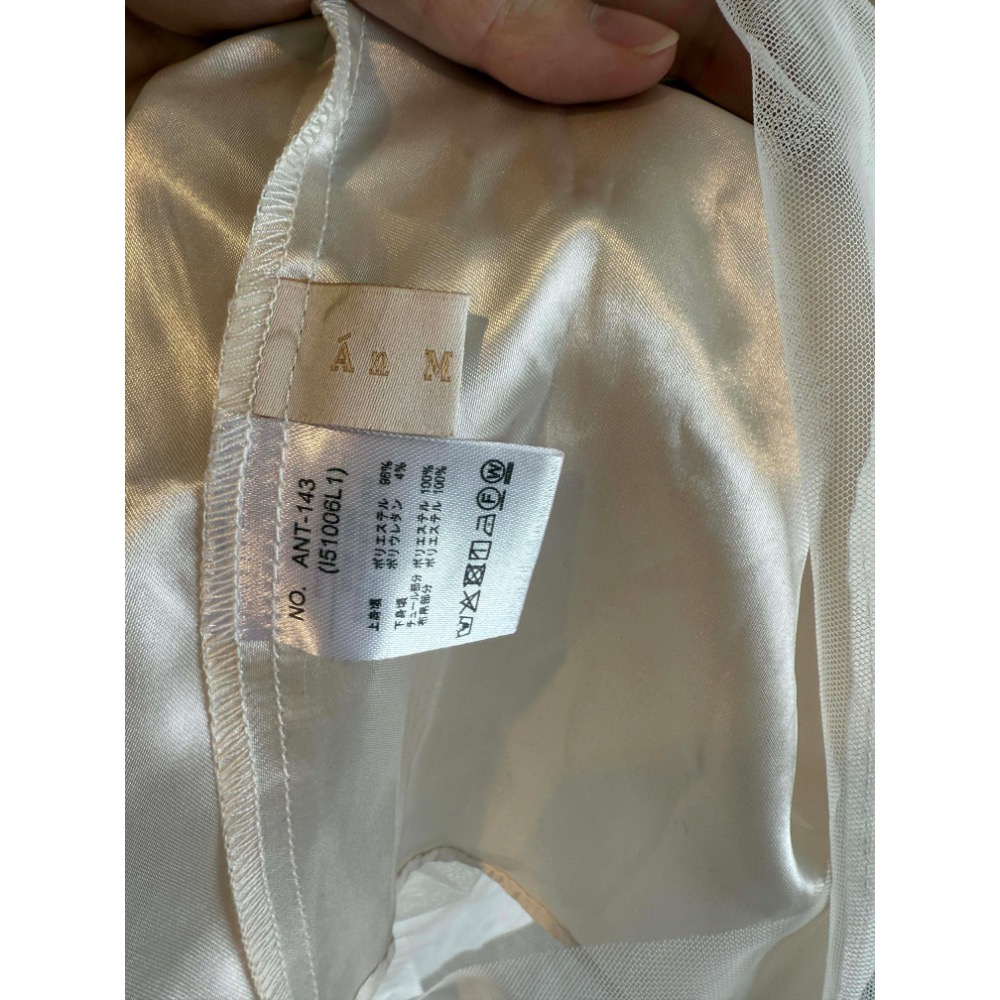 Án M
NO. ANT-143
(I51006L1)
上身頃 ポリエステル 96%
ポリウレタン 4%
下身頃
チュール部分 ポリエステル 100%
布帛部分 ポリエステル 100%
F W